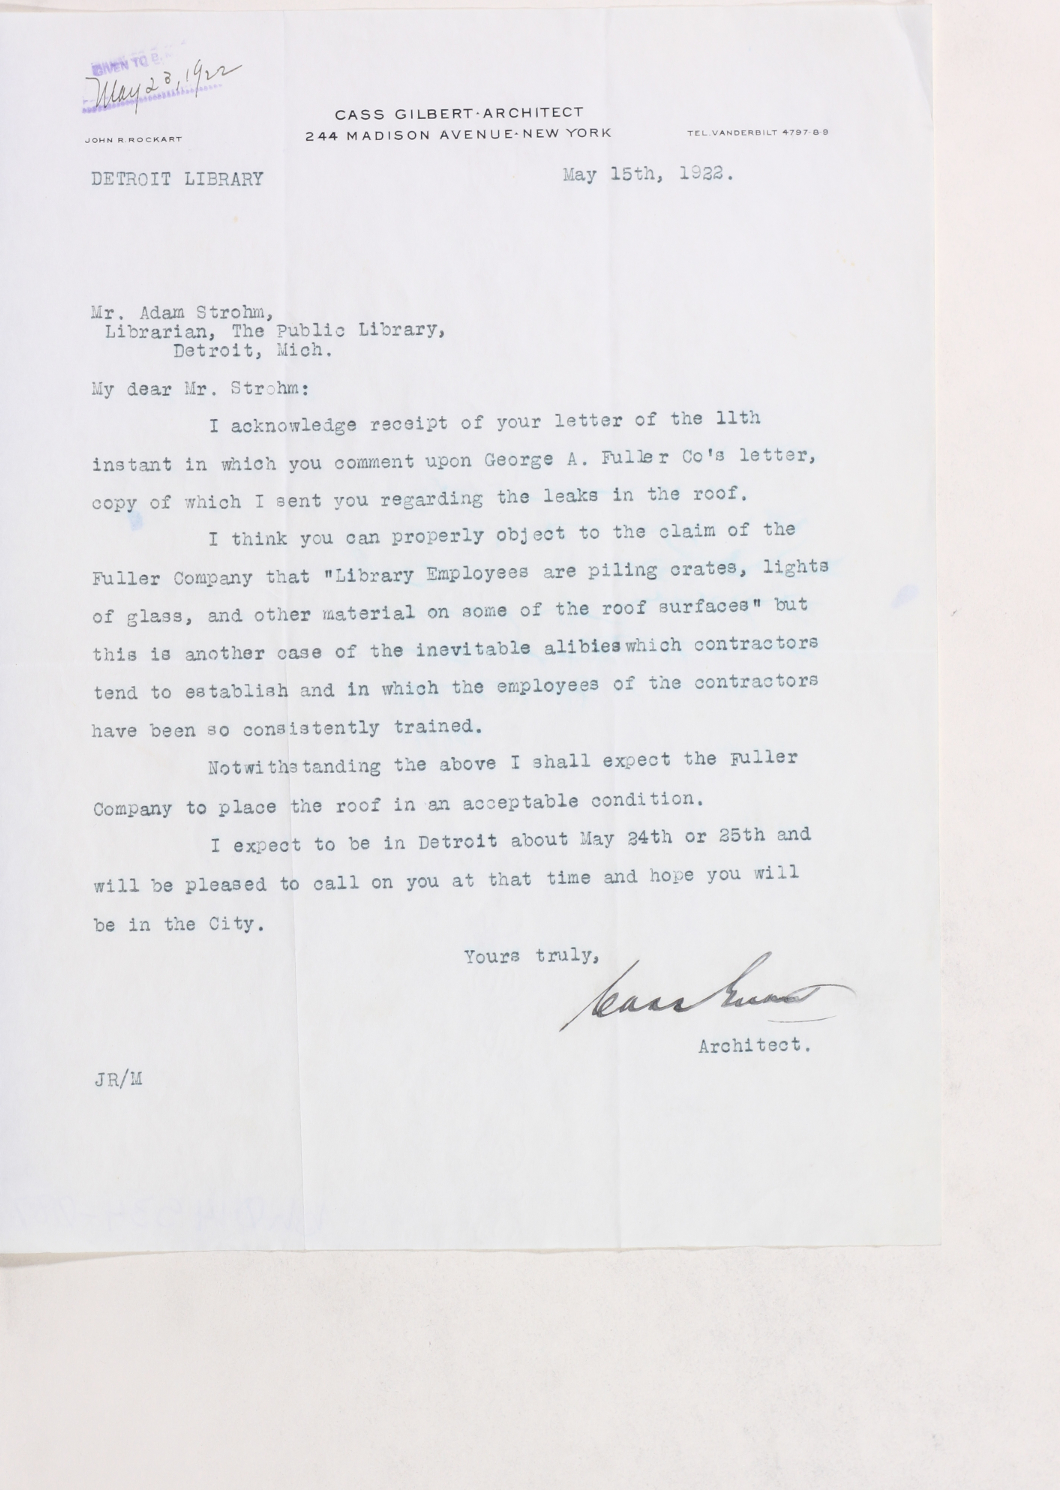 GIVEN TO
May 23, 1922
CASS GILBERT·ARCHITECT
244 MADISON AVENUE·NEW YORK
JOHN R. ROCKART
TEL. VANDERBILT 4797-8-9
DETROIT LIBRARY
May 15th, 1922.
Mr. Adam Strohm,
Librarian, The Public Library,
Detroit, Mich.
My dear Mr. Strohm:
I acknowledge receipt of your letter of the 11th
instant in which you comment upon George A. Fuller Co's letter,
copy of which I sent you regarding the leaks in the roof.
I think you can properly object to the claim of the
Fuller Company that "Library Employees are piling crates, lights
of glass, and other material on some of the roof surfaces" but
this is another case of the inevitable alibies which contractors
tend to establish and in which the employees of the contractors
have been so consistently trained.
Notwithstanding the above I shall expect the Fuller
Company to place the roof in an acceptable condition.
I expect to be in Detroit about May 24th or 25th and
will be pleased to call on you at that time and hope you will
be in the City.
Yours truly,
Cass Gilbert
Architect.
JR/M